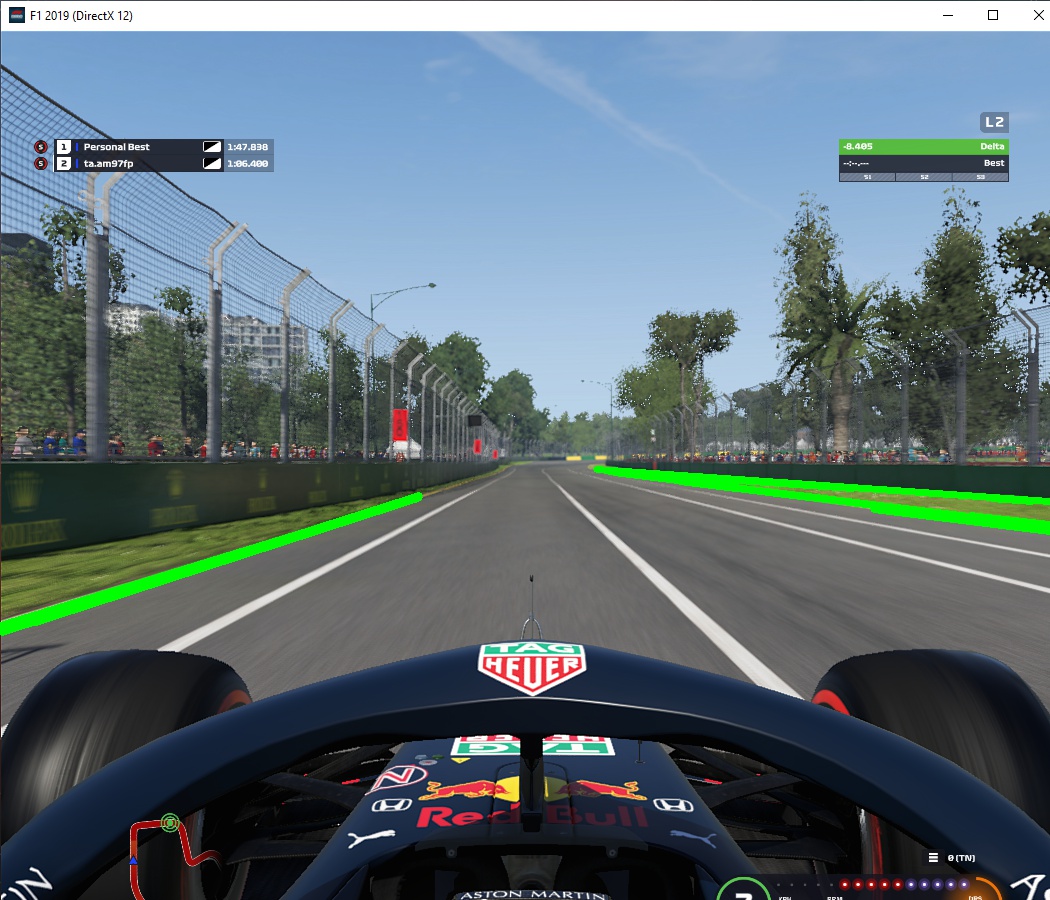 F1 2019 (DirectX 12)
L2
S 1 Personal Best 1:47.838
S 2 ta.am97fp 1:06.400
-8.405 Delta
--:--.--- Best
S1 S2 S3
TAG
HEUER
TAG
Red Bull
0 (TN)
ASTON MARTIN